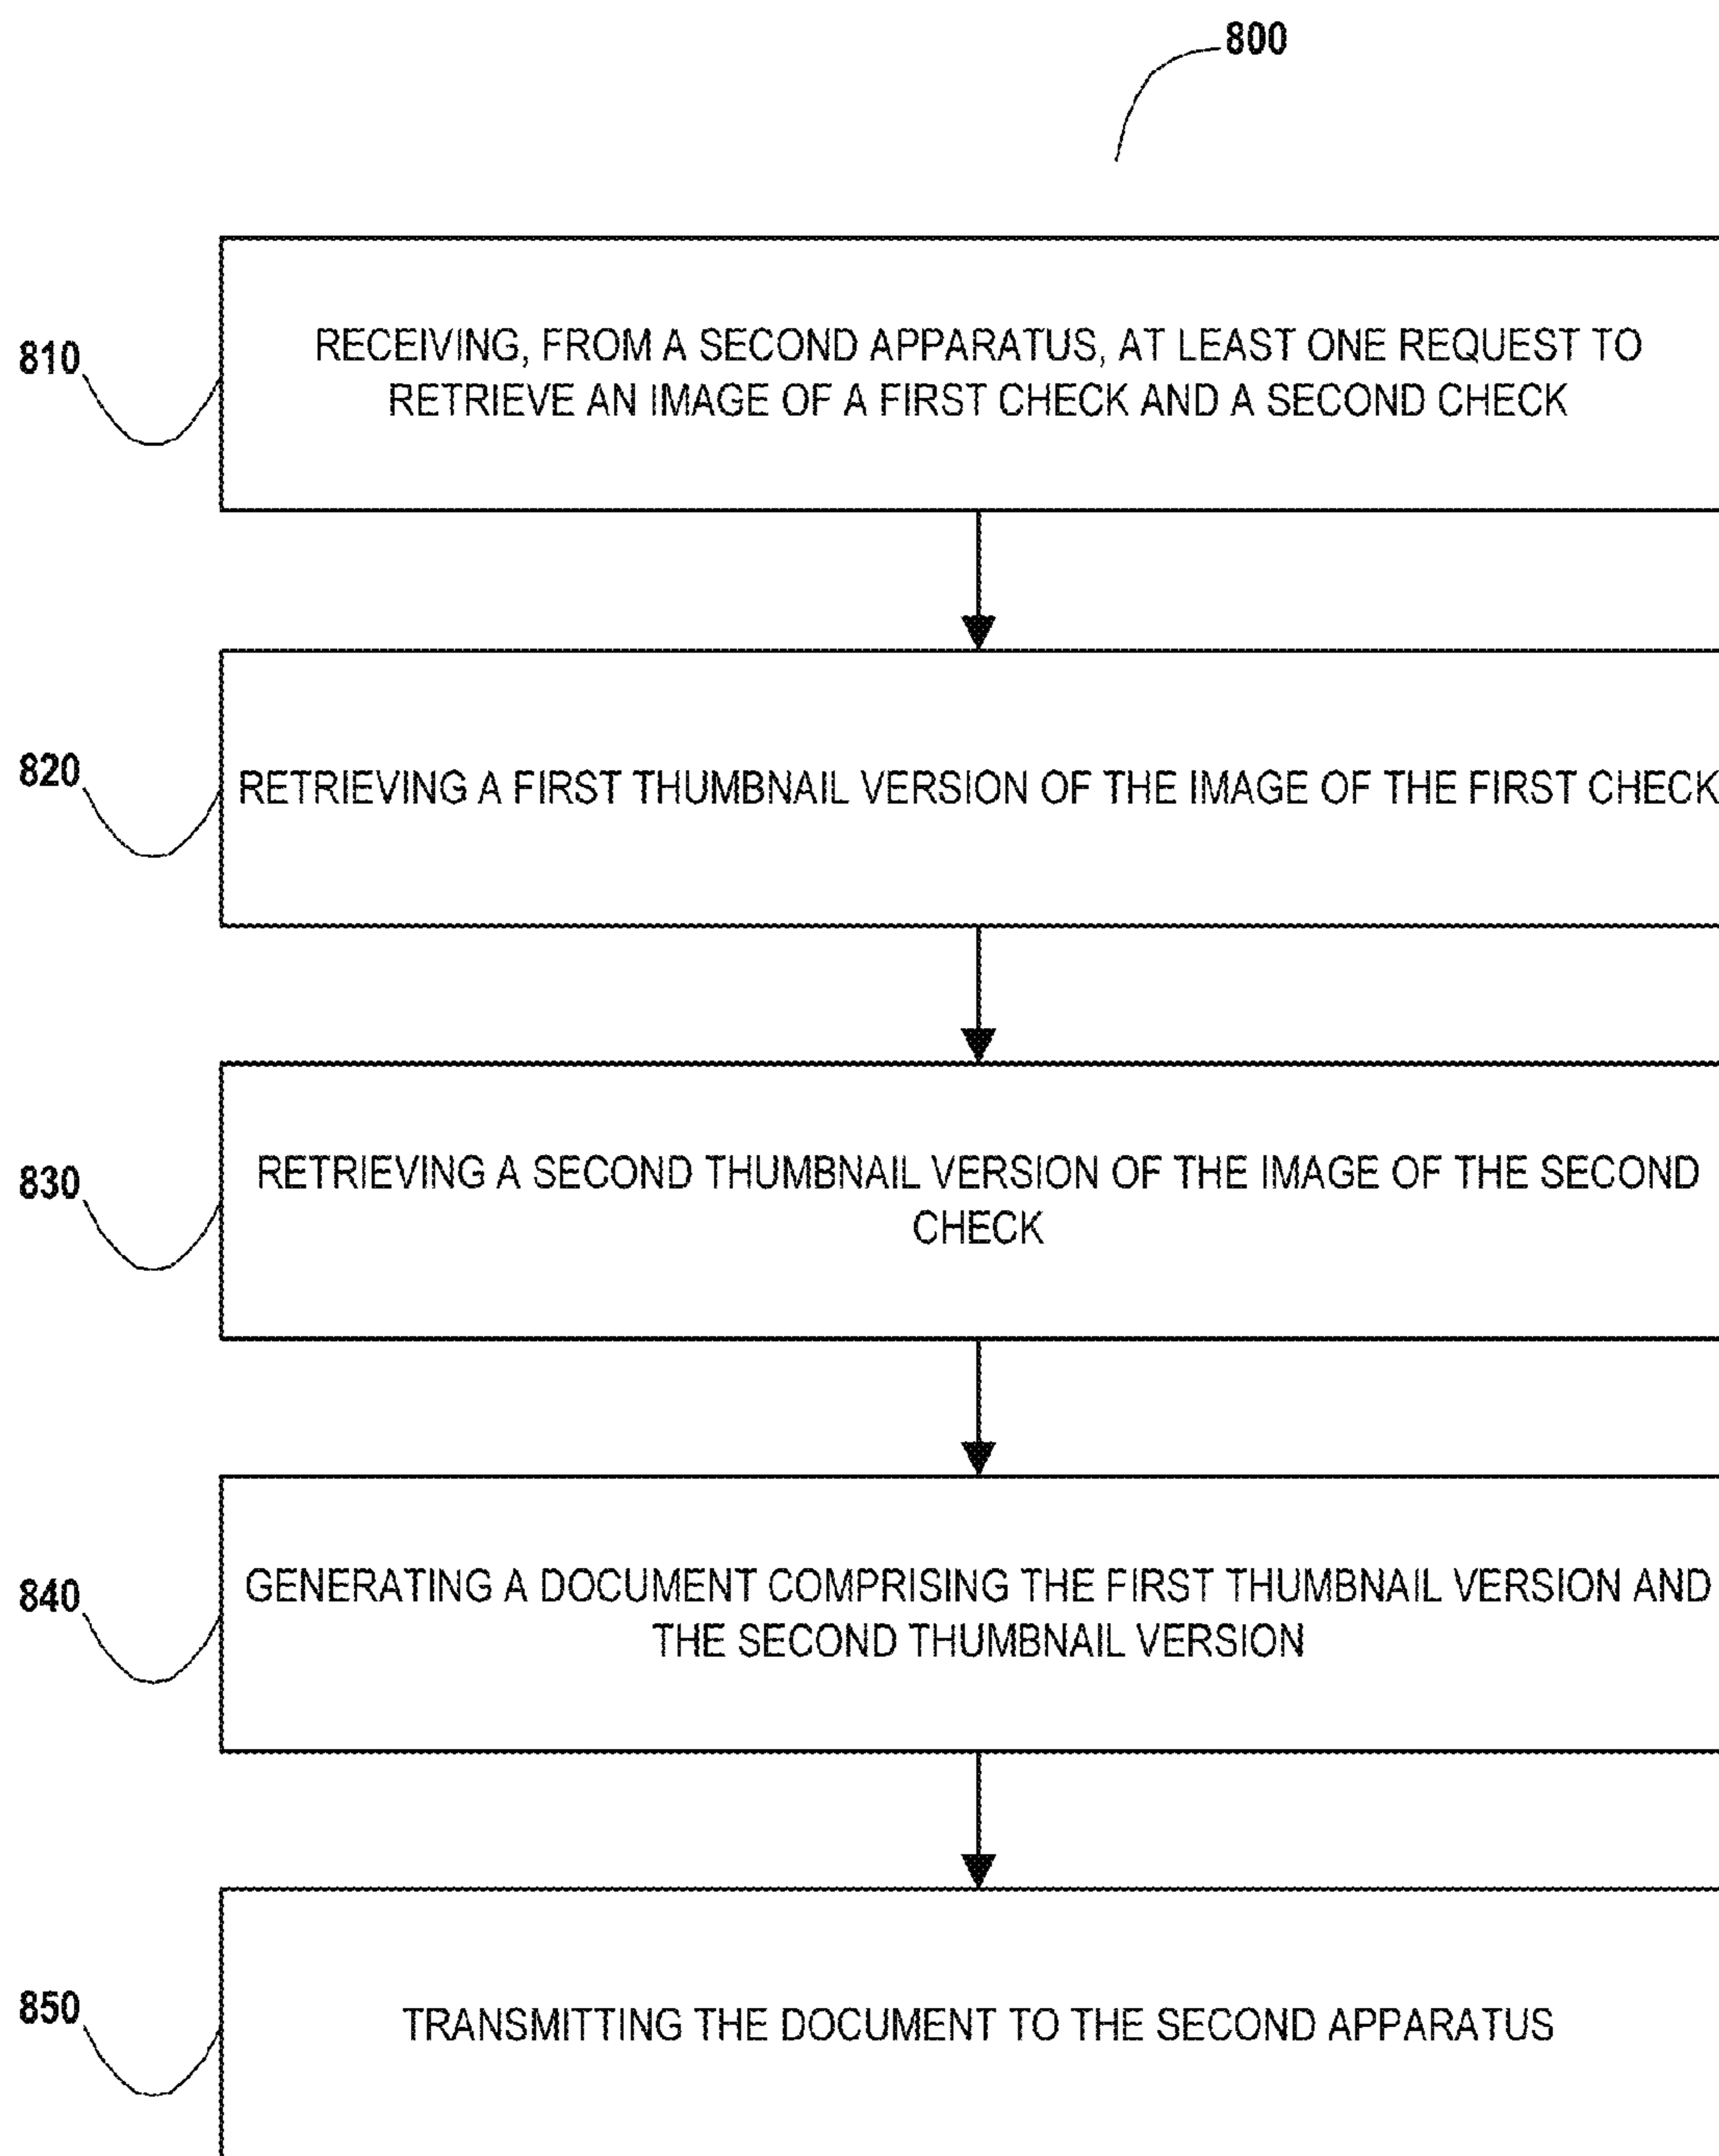 800
810
RECEIVING, FROM A SECOND APPARATUS, AT LEAST ONE REQUEST TO
RETRIEVE AN IMAGE OF A FIRST CHECK AND A SECOND CHECK
820
RETRIEVING A FIRST THUMBNAIL VERSION OF THE IMAGE OF THE FIRST CHECK
830
RETRIEVING A SECOND THUMBNAIL VERSION OF THE IMAGE OF THE SECOND
CHECK
840
GENERATING A DOCUMENT COMPRISING THE FIRST THUMBNAIL VERSION AND
THE SECOND THUMBNAIL VERSION
850
TRANSMITTING THE DOCUMENT TO THE SECOND APPARATUS